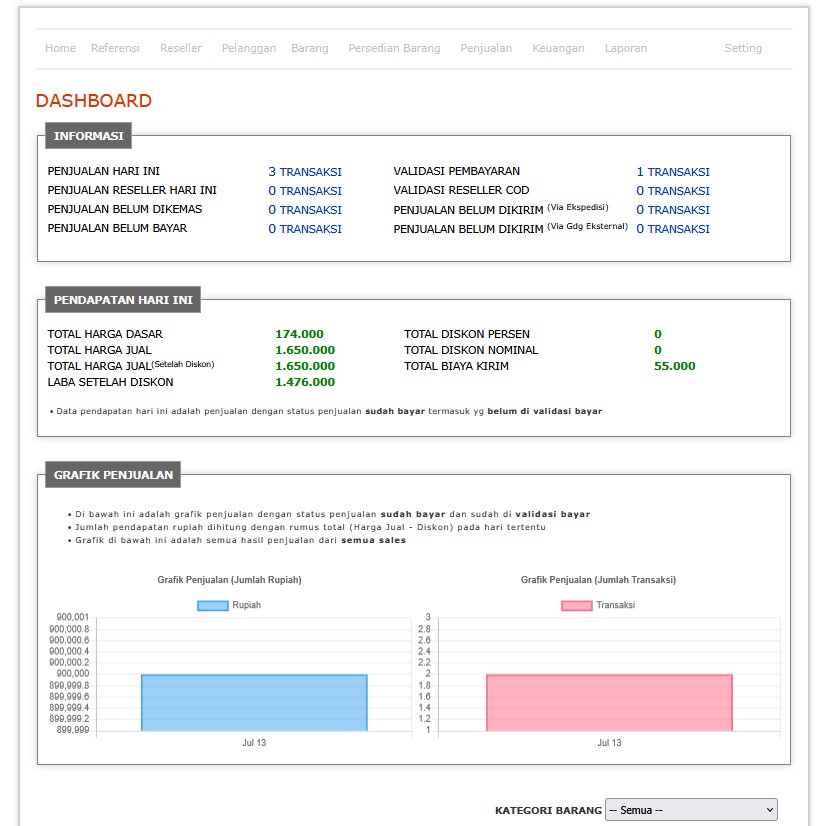 Home Referensi Reseller Pelanggan Barang Persedian Barang Penjualan Keuangan Laporan Setting
DASHBOARD
INFORMASI
PENJUALAN HARI INI 3 TRANSAKSI VALIDASI PEMBAYARAN 1 TRANSAKSI
PENJUALAN RESELLER HARI INI 0 TRANSAKSI VALIDASI RESELLER COD 0 TRANSAKSI
PENJUALAN BELUM DIKEMAS 0 TRANSAKSI PENJUALAN BELUM DIKIRIM (Via Ekspedisi) 0 TRANSAKSI
PENJUALAN BELUM BAYAR 0 TRANSAKSI PENJUALAN BELUM DIKIRIM (Via Gdg Eksternal) 0 TRANSAKSI
PENDAPATAN HARI INI
TOTAL HARGA DASAR 174.000 TOTAL DISKON PERSEN 0
TOTAL HARGA JUAL 1.650.000 TOTAL DISKON NOMINAL 0
TOTAL HARGA JUAL(Setelah Diskon) 1.650.000 TOTAL BIAYA KIRIM 55.000
LABA SETELAH DISKON 1.476.000
• Data pendapatan hari ini adalah penjualan dengan status penjualan sudah bayar termasuk yg belum di validasi bayar
GRAFIK PENJUALAN
• Di bawah ini adalah grafik penjualan dengan status penjualan sudah bayar dan sudah di validasi bayar
• Jumlah pendapatan rupiah dihitung dengan rumus total (Harga Jual - Diskon) pada hari tertentu
• Grafik di bawah ini adalah semua hasil penjualan dari semua sales
Grafik Penjualan (Jumlah Rupiah)
Rupiah
900,001
900,000.8
900,000.6
900,000.4
900,000.2
900,000
899,999.8
899,999.6
899,999.4
899,999.2
899,999
Jul 13
Grafik Penjualan (Jumlah Transaksi)
Transaksi
3
2.8
2.6
2.4
2.2
2
1.8
1.6
1.4
1.2
1
Jul 13
KATEGORI BARANG -- Semua --